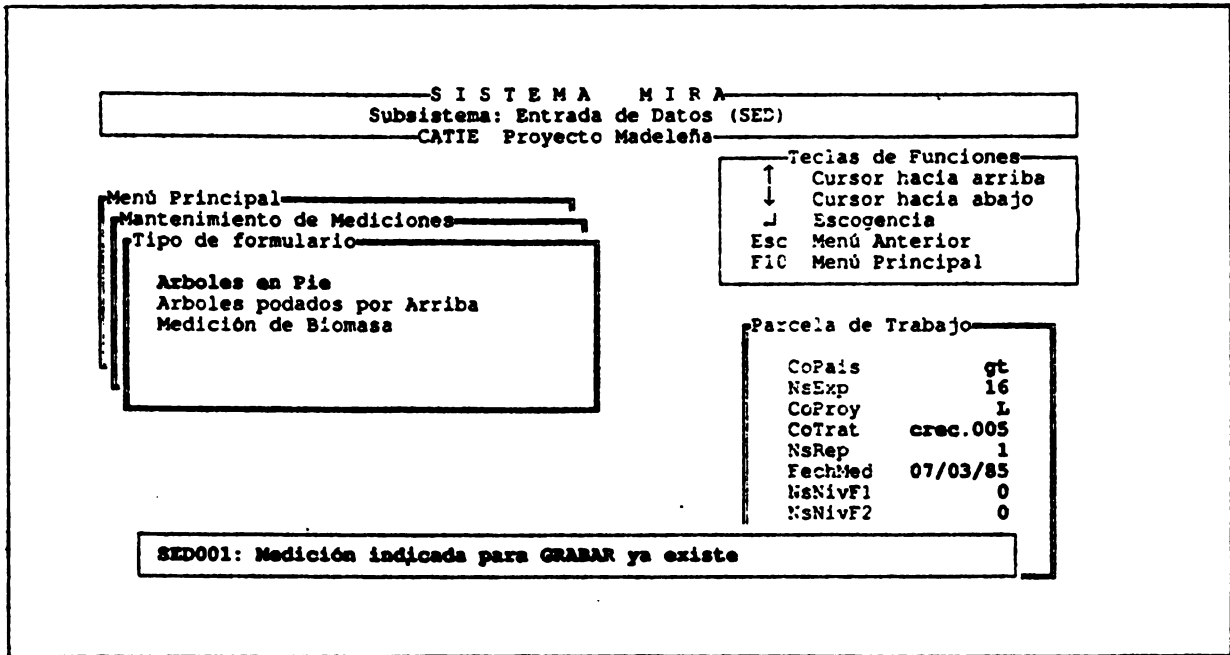 S I S T E M A M I R A
Subsistema: Entrada de Datos (SED)
CATIE Proyecto Madeleña
Teclas de Funciones
↑ Cursor hacia arriba
↓ Cursor hacia abajo
┘ Escogencia
Esc Menú Anterior
F10 Menú Principal
Menú Principal
Mantenimiento de Mediciones
Tipo de formulario
Arboles en Pie
Arboles podados por Arriba
Medición de Biomasa
Parcela de Trabajo
CoPais gt
NsExp 16
CoProy L
CoTrat crec.005
NsRep 1
FechMed 07/03/85
NsNivF1 0
NsNivF2 0
SED001: Medición indicada para GRABAR ya existe